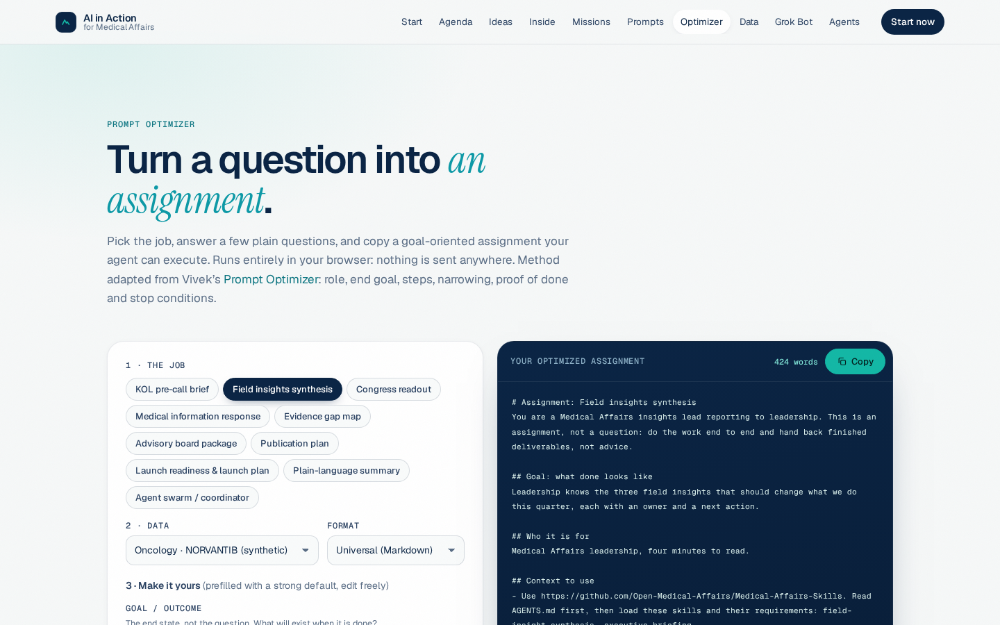 AI in Action
for Medical Affairs
Start
Agenda
Ideas
Inside
Missions
Prompts
Optimizer
Data
Grok Bot
Agents
Start now
PROMPT OPTIMIZER
Turn a question into an
assignment.
Pick the job, answer a few plain questions, and copy a goal-oriented assignment your
agent can execute. Runs entirely in your browser: nothing is sent anywhere. Method
adapted from Vivek’s Prompt Optimizer: role, end goal, steps, narrowing, proof of done
and stop conditions.
1 · THE JOB
KOL pre-call brief
Field insights synthesis
Congress readout
Medical information response
Evidence gap map
Advisory board package
Publication plan
Launch readiness & launch plan
Plain-language summary
Agent swarm / coordinator
2 · DATA
FORMAT
Oncology · NORVANTIB (synthetic)
Universal (Markdown)
3 · Make it yours (prefilled with a strong default, edit freely)
GOAL / OUTCOME
The end state, not the question. What will exist when it is done?
YOUR OPTIMIZED ASSIGNMENT
424 words
Copy
# Assignment: Field insights synthesis
You are a Medical Affairs insights lead reporting to leadership. This is an
assignment, not a question: do the work end to end and hand back finished
deliverables, not advice.
## Goal: what done looks like
Leadership knows the three field insights that should change what we do
this quarter, each with an owner and a next action.
## Who it is for
Medical Affairs leadership, four minutes to read.
## Context to use
- Use https://github.com/Open-Medical-Affairs/Medical-Affairs-Skills. Read
AGENTS.md first, then load these skills and their requirements: field-
insight-synthesis, executive-briefing.